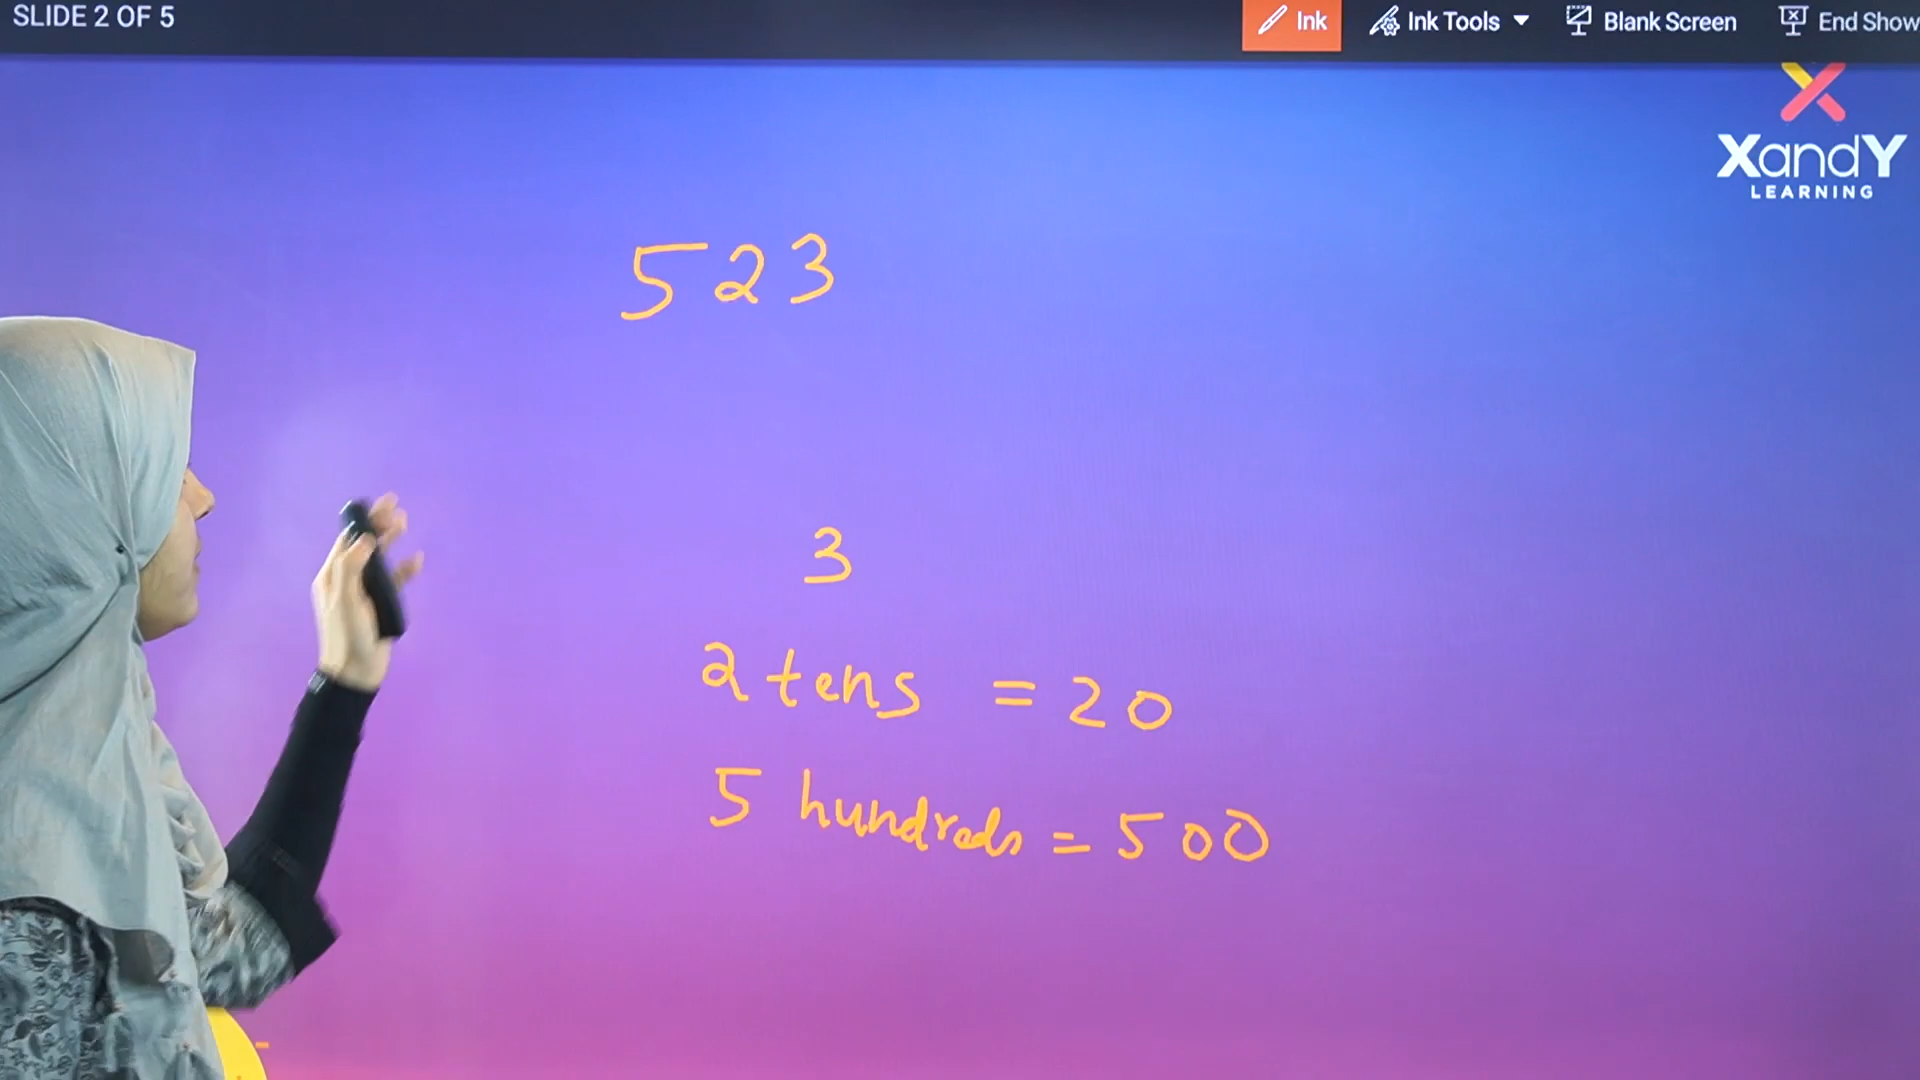 SLIDE 2 OF 5
Ink
Ink Tools
Blank Screen
End Show
XandY
LEARNING
523
3
2 tens = 20
5 hundreds = 500